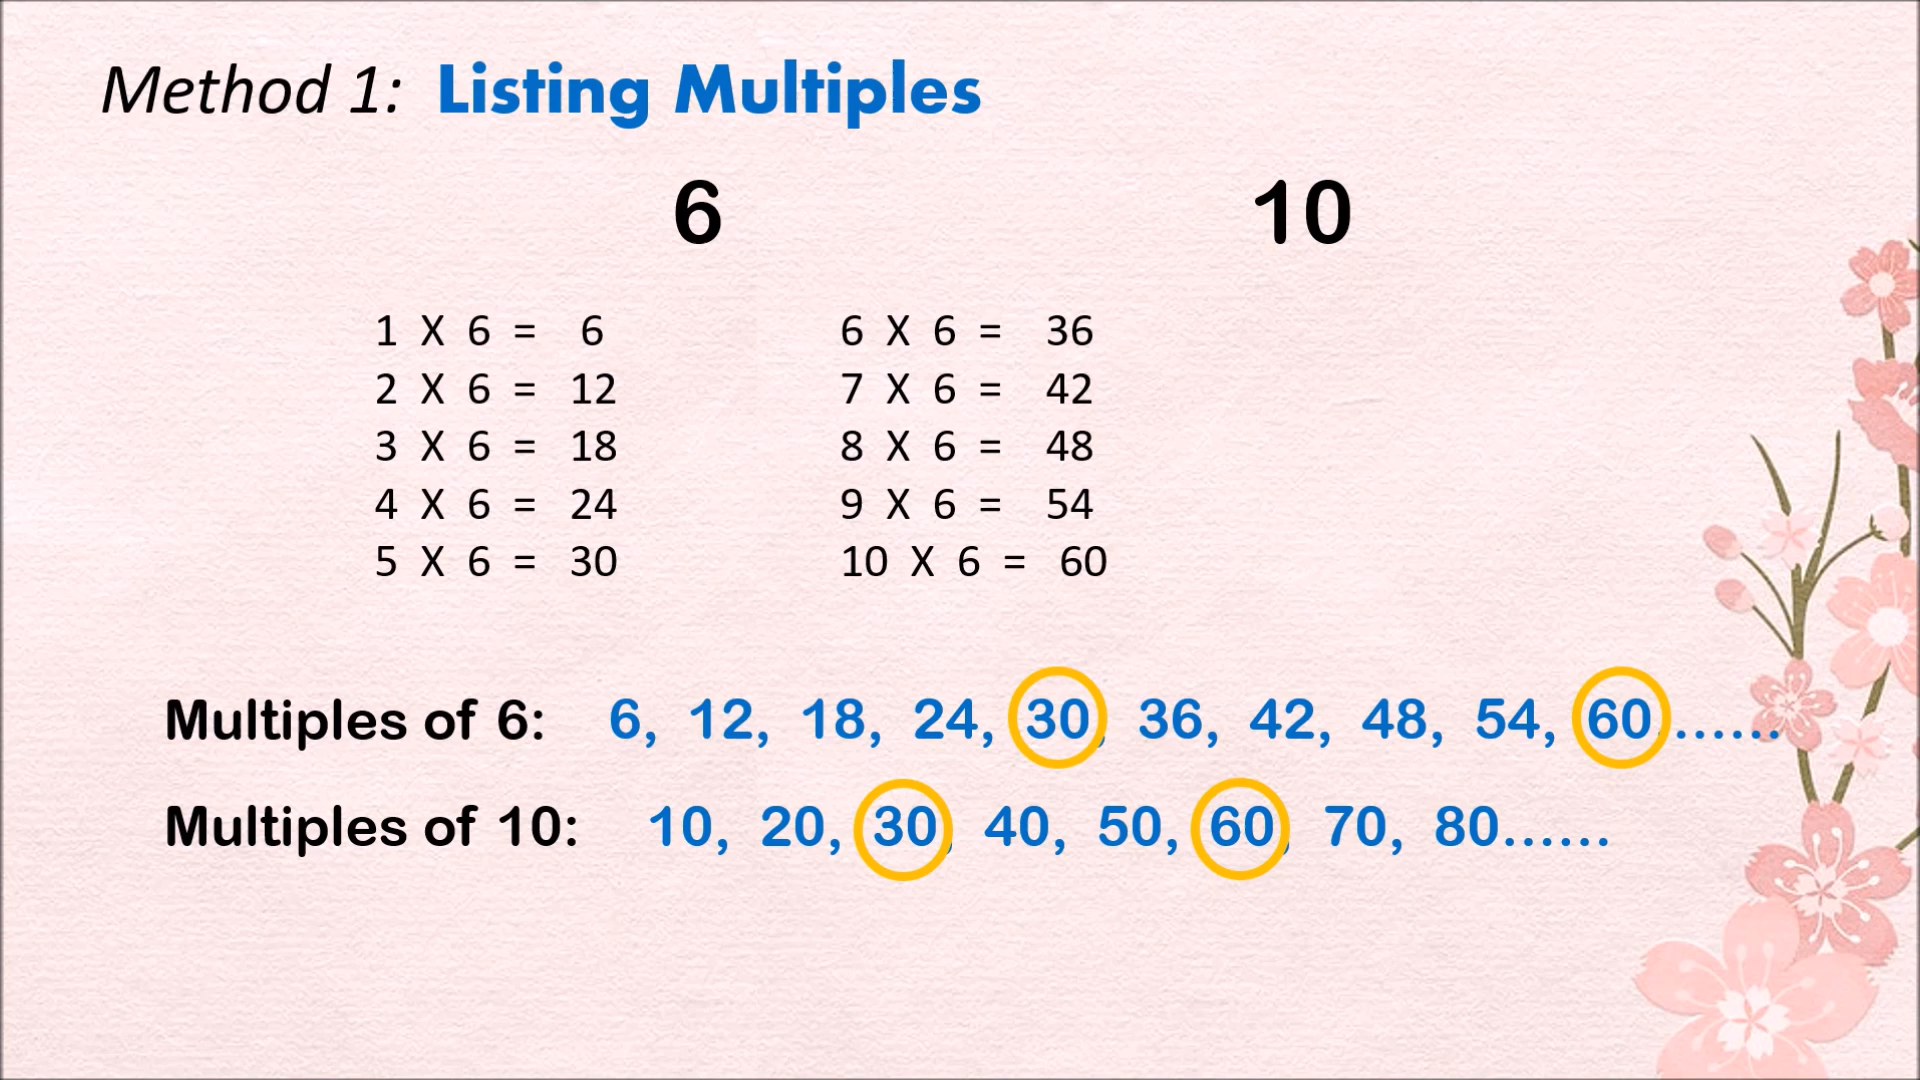 Method 1: Listing Multiples
6 10
1 X 6 = 6 6 X 6 = 36
2 X 6 = 12 7 X 6 = 42
3 X 6 = 18 8 X 6 = 48
4 X 6 = 24 9 X 6 = 54
5 X 6 = 30 10 X 6 = 60
Multiples of 6: 6, 12, 18, 24, 30, 36, 42, 48, 54, 60.......
Multiples of 10: 10, 20, 30, 40, 50, 60, 70, 80......